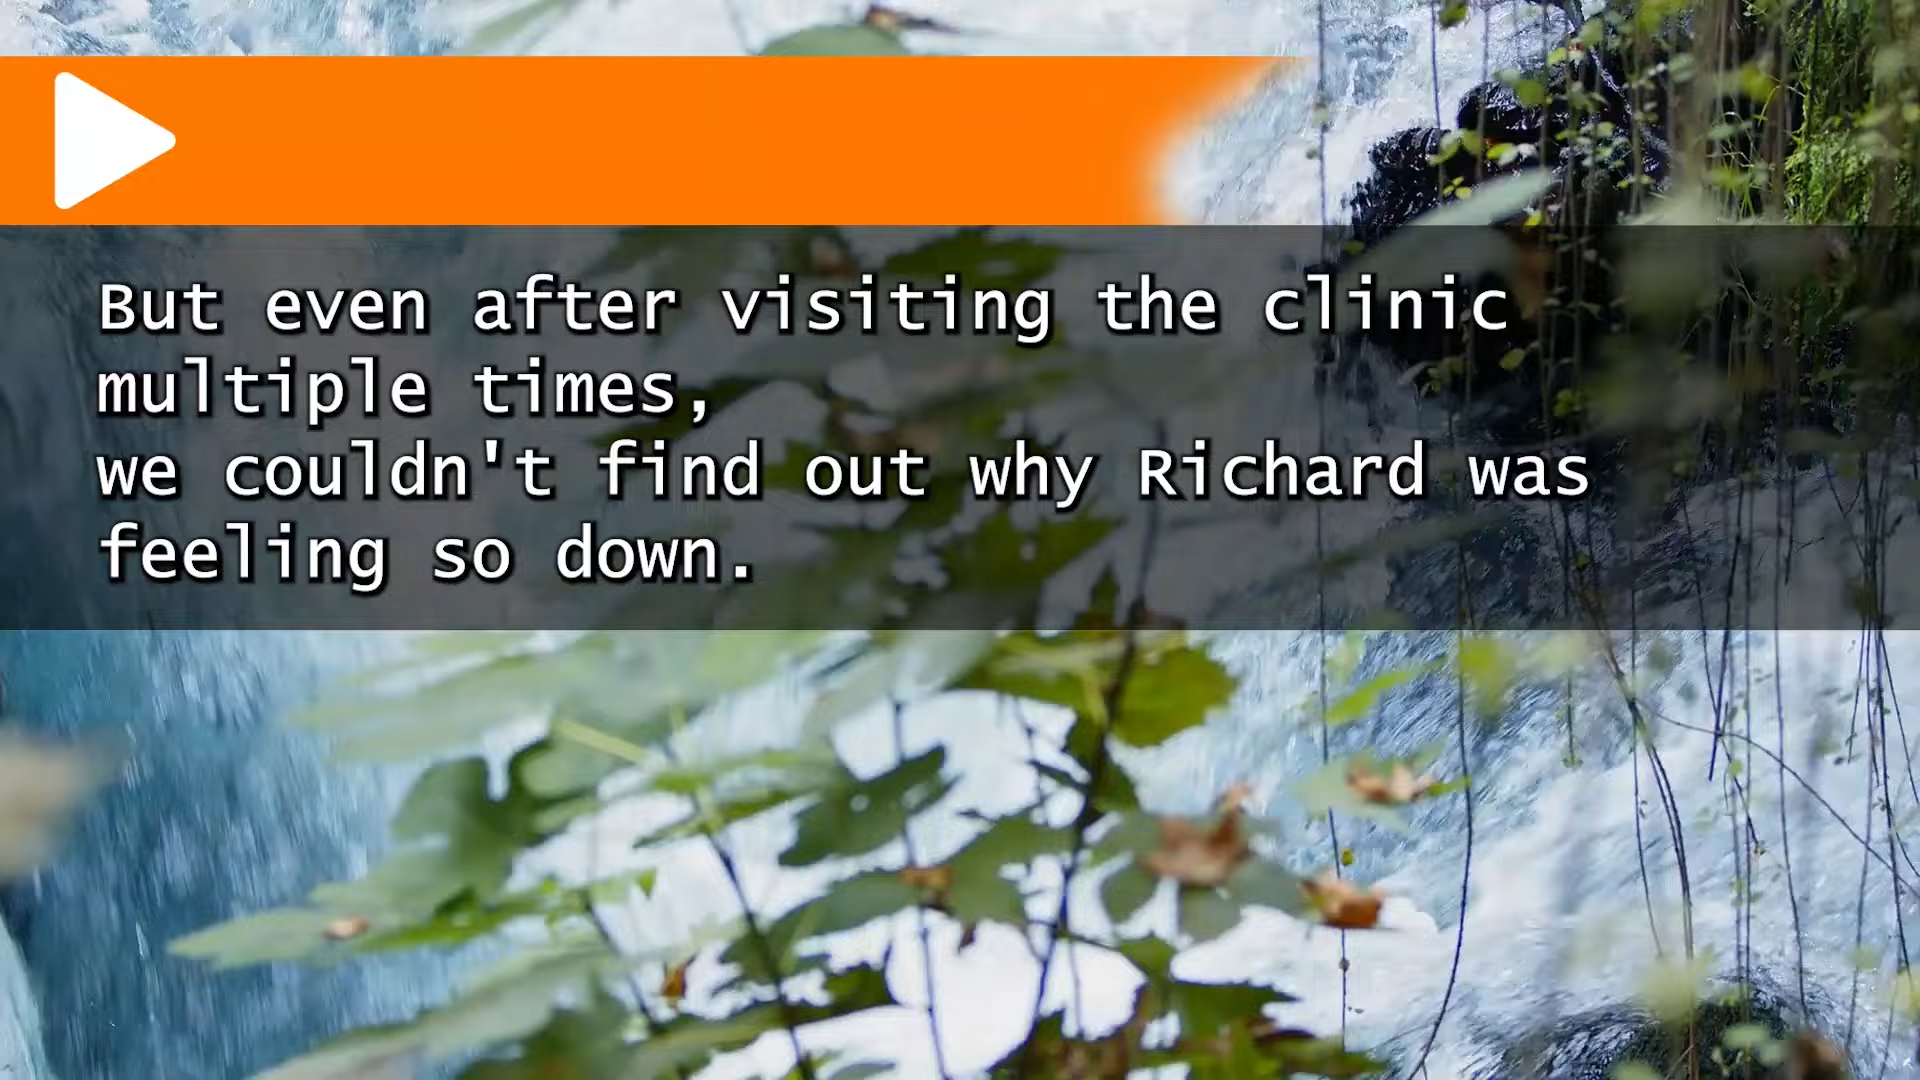 But even after visiting the clinic
multiple times,
we couldn't find out why Richard was
feeling so down.